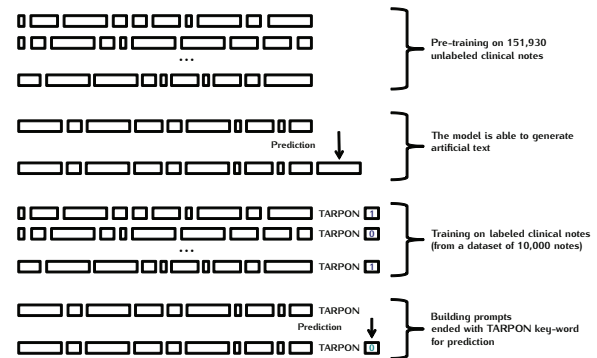 ...
Pre-training on 151,930
unlabeled clinical notes
Prediction
The model is able to generate
artificial text
TARPON 1
TARPON 0
...
TARPON 1
Training on labeled clinical notes
(from a dataset of 10,000 notes)
TARPON
Prediction
TARPON 0
Building prompts
ended with TARPON key-word
for prediction